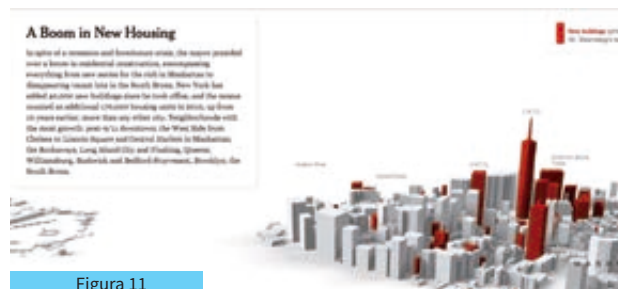 A Boom in New Housing
In spite of a recession and foreclosure crisis, the mayor presided
over a boom in residential construction, encompassing
everything from new aeries for the rich in Manhattan to
disappearing vacant lots in the South Bronx. New York has
added 40,000 new buildings since he took office, and the census
counted an additional 170,000 housing units in 2010, up from
10 years earlier, more than any other city. Neighborhoods with
the most growth: post-9/11 downtown; the West Side from
Chelsea to Lincoln Square and Central Harlem in Manhattan;
the Rockaways, Long Island City and Flushing, Queens;
Williamsburg, Bushwick and Bedford-Stuyvesant, Brooklyn; the
South Bronx.
New buildings
Mr. Bloomberg's
Figura 11